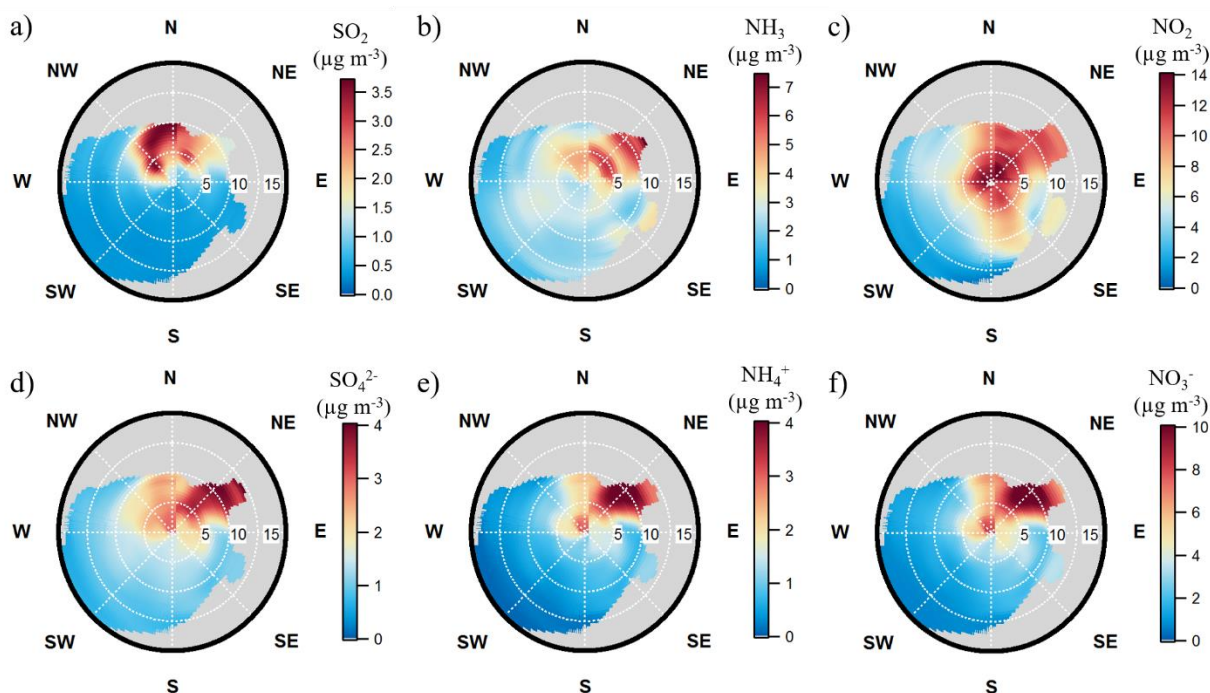 a) N SO₂ (µg m⁻³)
NW NE
W 5 10 15 E
SW SE
S
3.5
3.0
2.5
2.0
1.5
1.0
0.5
0.0
b) N NH₃ (µg m⁻³)
NW NE
W 5 10 15 E
SW SE
S
7
6
5
4
3
2
1
0
c) N NO₂ (µg m⁻³)
NW NE
W 5 10 15 E
SW SE
S
14
12
10
8
6
4
2
0
d) N SO₄²⁻ (µg m⁻³)
NW NE
W 5 10 15 E
SW SE
S
4
3
2
1
0
e) N NH₄⁺ (µg m⁻³)
NW NE
W 5 10 15 E
SW SE
S
4
3
2
1
0
f) N NO₃⁻ (µg m⁻³)
NW NE
W 5 10 15 E
SW SE
S
10
8
6
4
2
0